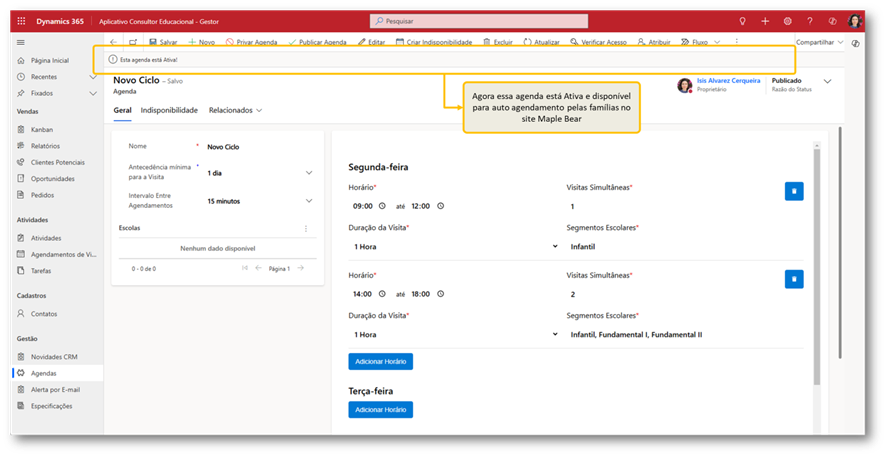 Dynamics 365 Aplicativo Consultor Educacional - Gestor Pesquisar
Salvar Novo Privar Agenda Publicar Agenda Editar Criar Indisponibilidade Excluir Atualizar Verificar Acesso Atribuir Fluxo Compartilhar
Esta agenda está Ativa!
Novo Ciclo – Salvo
Agenda
Isis Alvarez Cerqueira
Proprietário
Publicado
Razão do Status
Geral Indisponibilidade Relacionados
Agora essa agenda está Ativa e disponível
para auto agendamento pelas famílias no
site Maple Bear
Página Inicial
Recentes
Fixados
Vendas
Kanban
Relatórios
Clientes Potenciais
Oportunidades
Pedidos
Atividades
Atividades
Agendamentos de Vi...
Tarefas
Cadastros
Contatos
Gestão
Novidades CRM
Agendas
Alerta por E-mail
Especificações
Nome * Novo Ciclo
Antecedência mínima * 1 dia
para a Visita
Intervalo Entre 15 minutos
Agendamentos
Escolas
Nenhum dado disponível
0 - 0 de 0 Página 1
Segunda-feira
Horário* Visitas Simultâneas*
09:00 até 12:00 1
Duração da Visita* Segmentos Escolares*
1 Hora Infantil
Horário* Visitas Simultâneas*
14:00 até 18:00 2
Duração da Visita* Segmentos Escolares*
1 Hora Infantil, Fundamental I, Fundamental II
Adicionar Horário
Terça-feira
Adicionar Horário